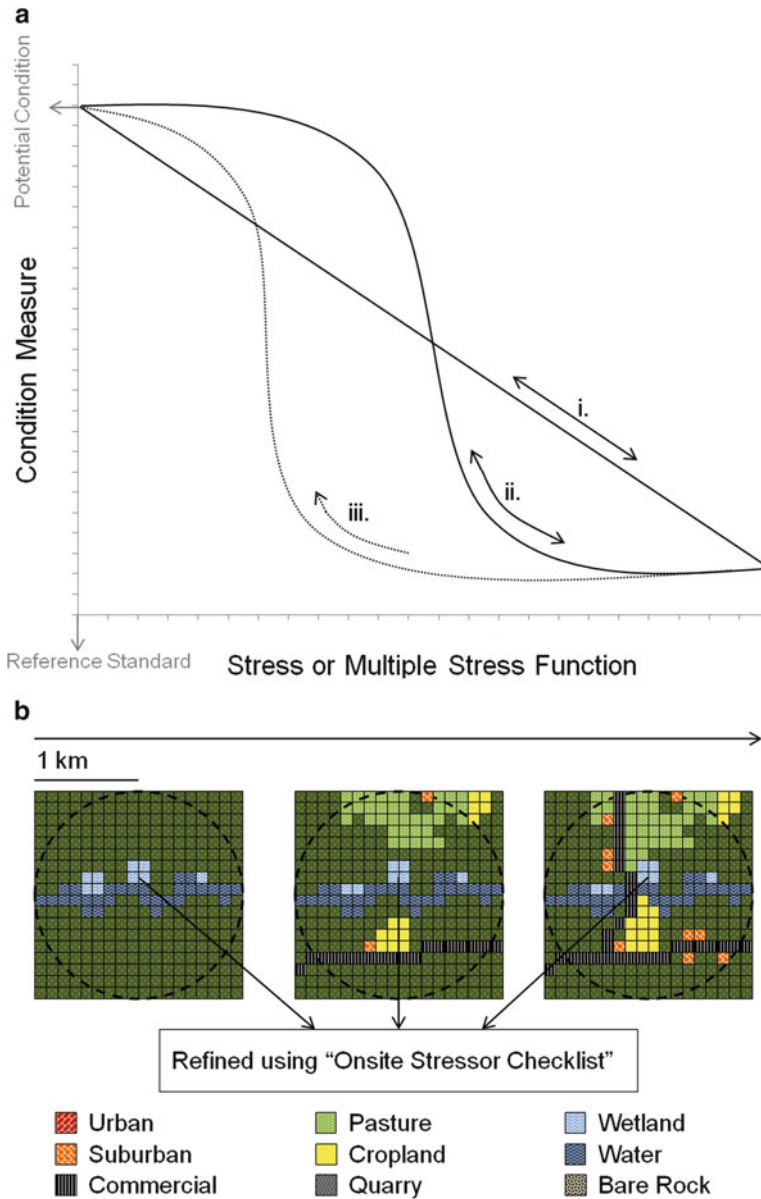 a
Potential Condition
Condition Measure
i.
ii.
iii.
Reference Standard
Stress or Multiple Stress Function
b
1 km
Refined using “Onsite Stressor Checklist”
Urban
Pasture
Wetland
Suburban
Cropland
Water
Commercial
Quarry
Bare Rock